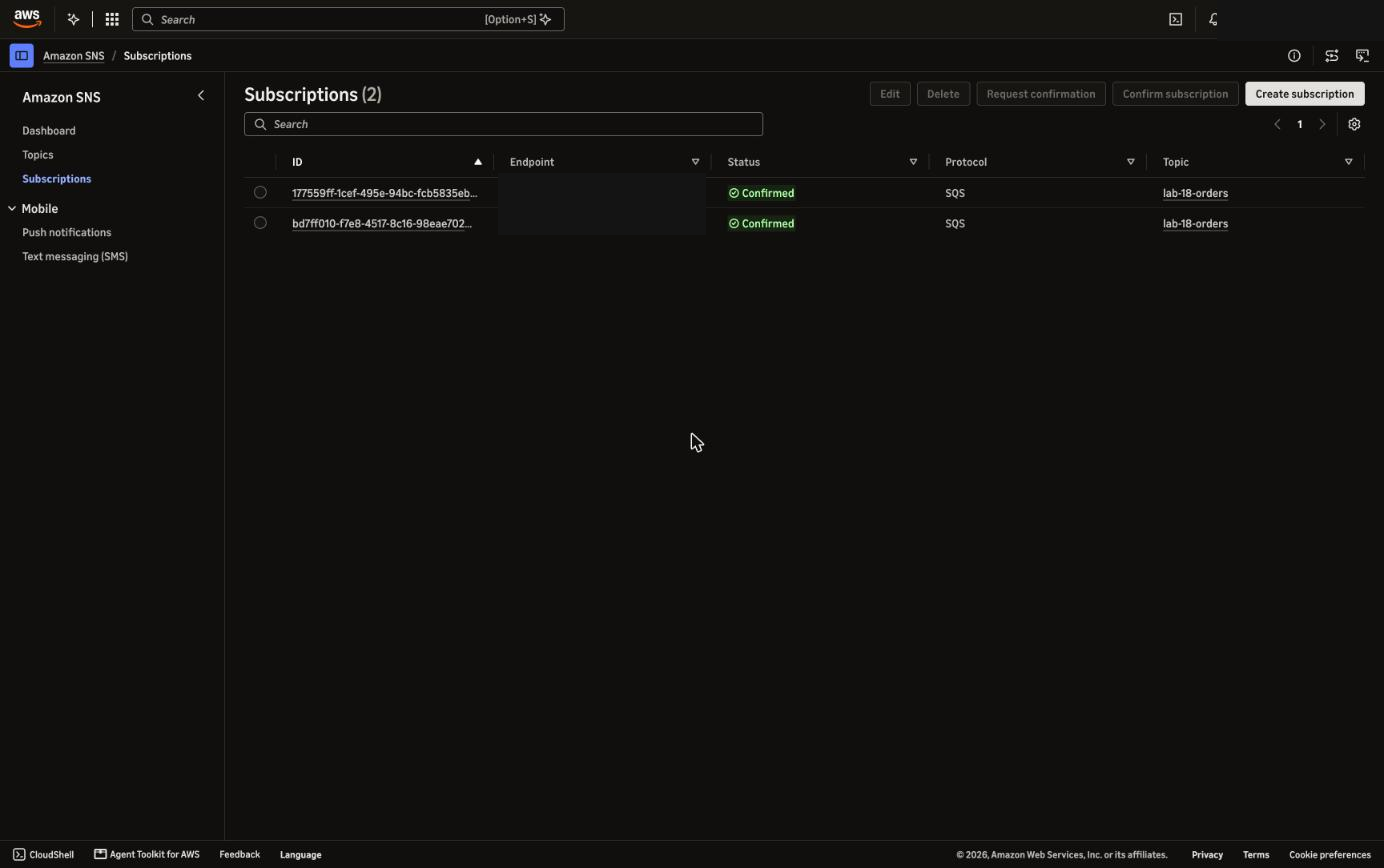 aws
Search [Option+S]
Amazon SNS / Subscriptions
Amazon SNS
Dashboard
Topics
Subscriptions
Mobile
Push notifications
Text messaging (SMS)
Subscriptions (2)
Edit Delete Request confirmation Confirm subscription Create subscription
Search
1
ID Endpoint Status Protocol Topic
177559ff-1cef-495e-94bc-fcb5835eb... Confirmed SQS lab-18-orders
bd7ff010-f7e8-4517-8c16-98eae702... Confirmed SQS lab-18-orders
CloudShell Agent Toolkit for AWS Feedback Language © 2026, Amazon Web Services, Inc. or its affiliates. Privacy Terms Cookie preferences